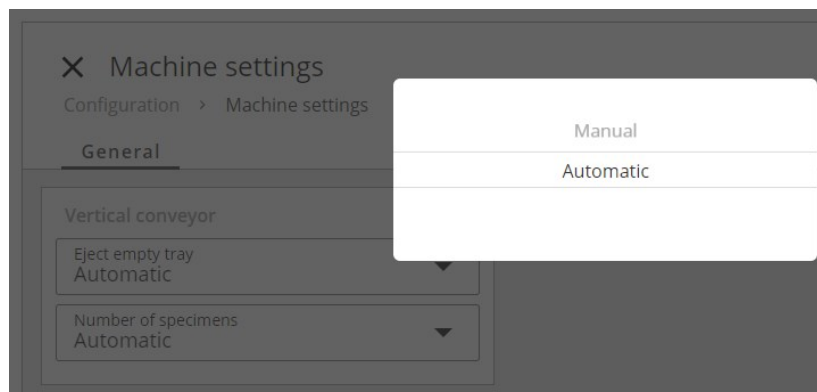 Machine settings
Configuration > Machine settings
General
Vertical conveyor
Eject empty tray
Automatic
Number of specimens
Automatic
Manual
Automatic